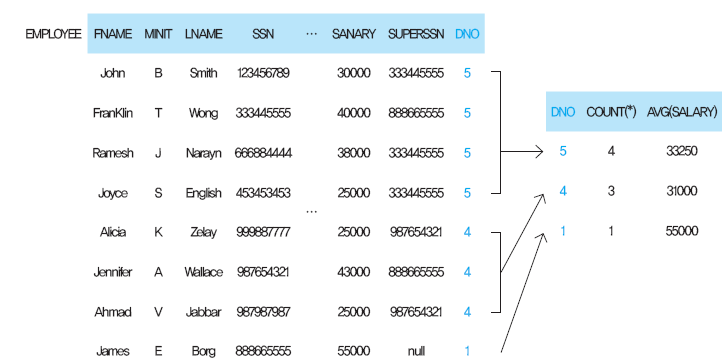 EMPLOYEE FNAME MINIT LNAME SSN ... SANARY SUPERSSN DNO
John B Smith 123456789 30000 333445555 5
FranKlin T Wong 333445555 40000 888665555 5
Ramesh J Narayn 666884444 38000 333445555 5
Joyce S English 453453453 25000 333445555 5
...
Alicia K Zelay 999887777 25000 987654321 4
Jennifer A Wallace 987654321 43000 888665555 4
Ahmad V Jabbar 987987987 25000 987654321 4
James E Borg 888665555 55000 null 1
DNO COUNT(*) AVG(SALARY)
5 4 33250
4 3 31000
1 1 55000